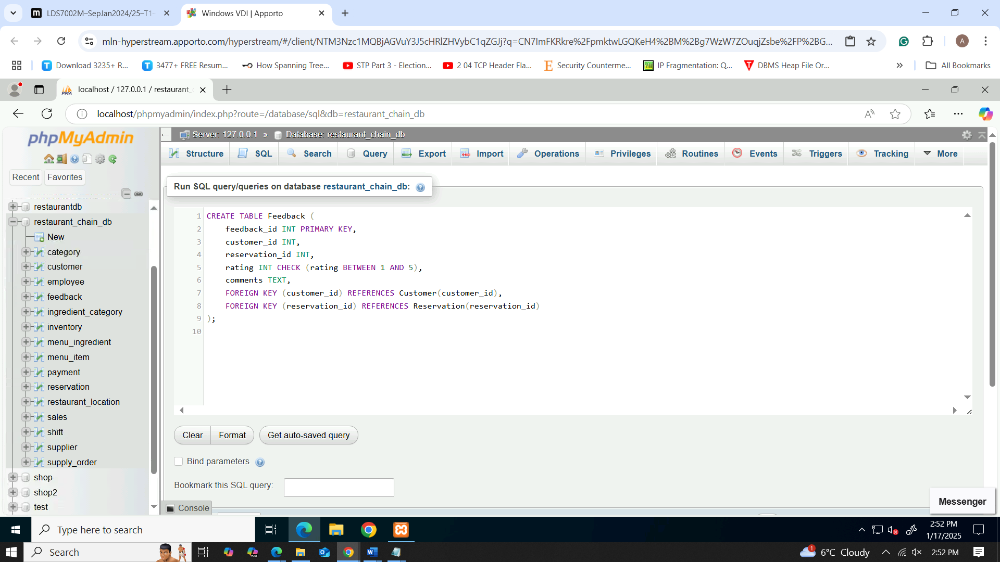 LDS7002M–SepJan2024/25–T1-
Windows VDI | Apporto
mln-hyperstream.apporto.com/hyperstream/#/client/NTM3Nzc1MQBjAGVuY3J5cHRlZHVybC1qZGJj?q=CN7ImFKRkre%2FpmktwLGQKeH4%2BM%2Bg7WzW7ZOuqjZsbe%2FP%2BG...
A
Download 3235+ R...
3477+ FREE Resum...
How Spanning Tree...
STP Part 3 - Election...
2 04 TCP Header Fla...
Security Counterme...
IP Fragmentation: Q...
DBMS Heap File Or...
All Bookmarks
localhost / 127.0.0.1 / restaurant_
localhost/phpmyadmin/index.php?route=/database/sql&db=restaurant_chain_db
phpMyAdmin
Server: 127.0.0.1 » Database: restaurant_chain_db
Structure
SQL
Search
Query
Export
Import
Operations
Privileges
Routines
Events
Triggers
Tracking
More
Recent
Favorites
Run SQL query/queries on database restaurant_chain_db:
restaurantdb
restaurant_chain_db
New
category
customer
employee
feedback
ingredient_category
inventory
menu_ingredient
menu_item
payment
reservation
restaurant_location
sales
shift
supplier
supply_order
shop
shop2
test
1 CREATE TABLE Feedback (
2 feedback_id INT PRIMARY KEY,
3 customer_id INT,
4 reservation_id INT,
5 rating INT CHECK (rating BETWEEN 1 AND 5),
6 comments TEXT,
7 FOREIGN KEY (customer_id) REFERENCES Customer(customer_id),
8 FOREIGN KEY (reservation_id) REFERENCES Reservation(reservation_id)
9 );
10
Clear
Format
Get auto-saved query
Bind parameters
Bookmark this SQL query:
Console
Messenger
Type here to search
2:52 PM
1/17/2025
Search
1
6°C Cloudy
2:52 PM